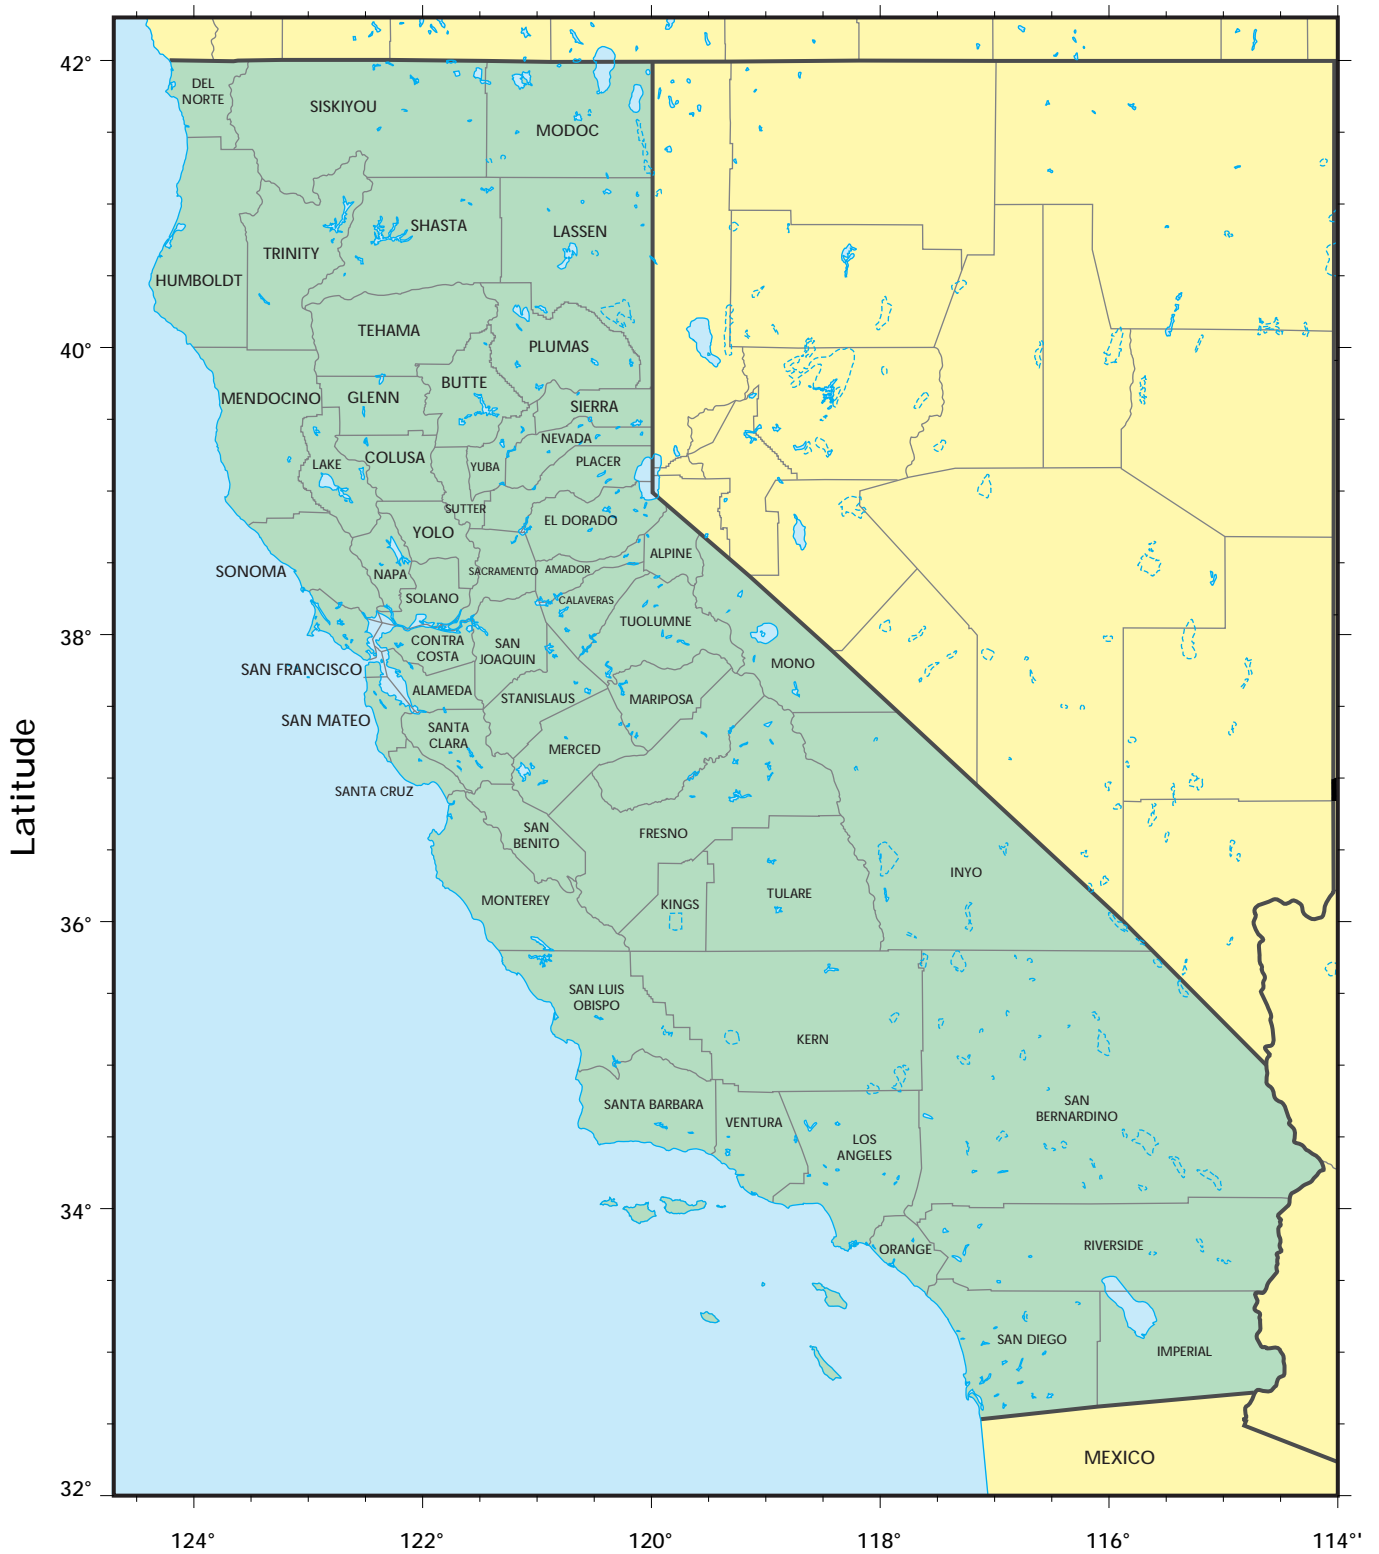 42°
DEL
NORTE
SISKIYOU
MODOC
SHASTA
LASSEN
TRINITY
HUMBOLDT
TEHAMA
40°
PLUMAS
BUTTE
MENDOCINO
GLENN
SIERRA
NEVADA
COLUSA
LAKE
YUBA
PLACER
SUTTER
EL DORADO
YOLO
ALPINE
SONOMA
NAPA
SACRAMENTO
AMADOR
SOLANO
CALAVERAS
TUOLUMNE
38°
CONTRA
COSTA
SAN
JOAQUIN
MONO
SAN FRANCISCO
ALAMEDA
STANISLAUS
MARIPOSA
SAN MATEO
SANTA
CLARA
MERCED
Latitude
SANTA CRUZ
SAN
BENITO
FRESNO
INYO
TULARE
MONTEREY
KINGS
36°
SAN LUIS
OBISPO
KERN
SANTA BARBARA
SAN
BERNARDINO
VENTURA
LOS
ANGELES
34°
ORANGE
RIVERSIDE
SAN DIEGO
IMPERIAL
MEXICO
32°
124°
122°
120°
118°
116°
114°'